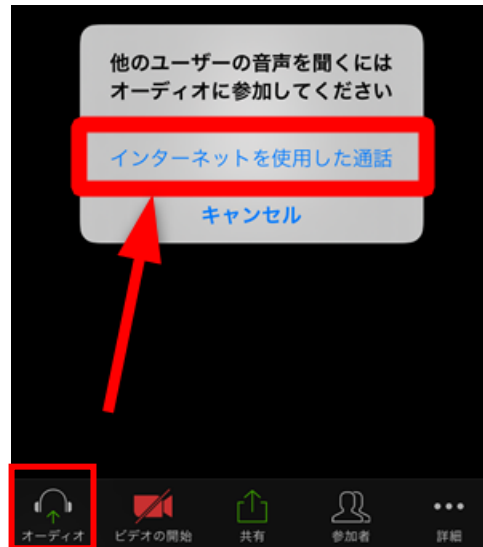 他のユーザーの音声を聞くには
オーディオに参加してください
インターネットを使用した通話
キャンセル
オーディオ
ビデオの開始
共有
参加者
詳細